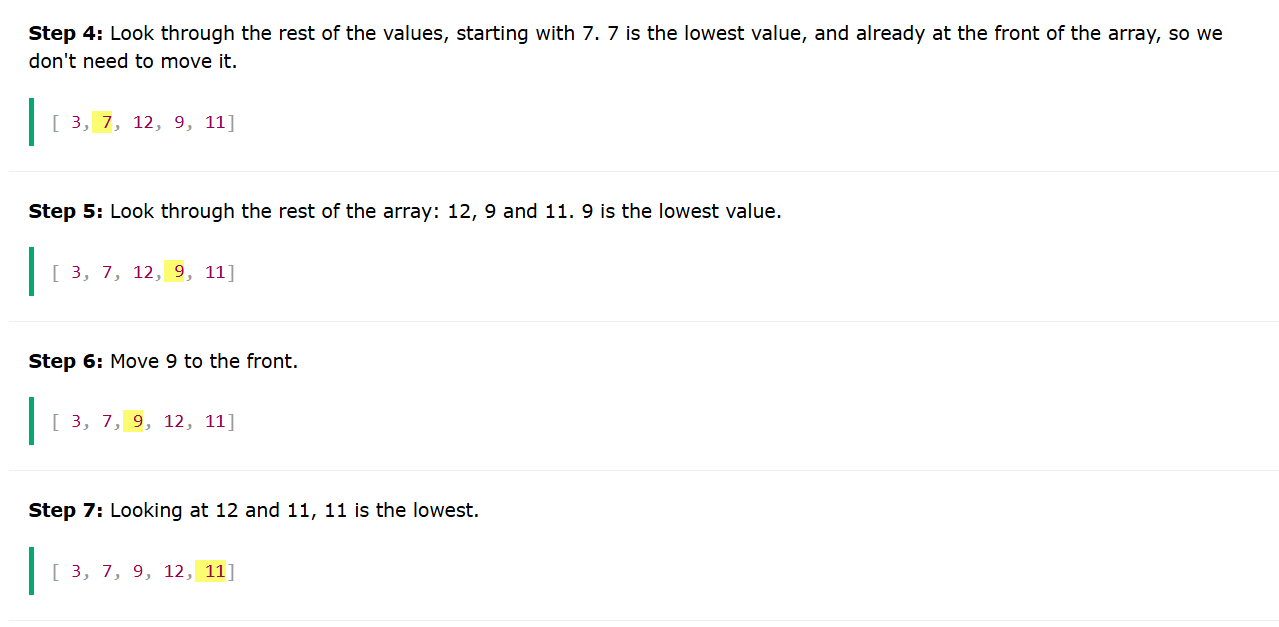 Step 4: Look through the rest of the values, starting with 7. 7 is the lowest value, and already at the front of the array, so we
don't need to move it.
[ 3, 7, 12, 9, 11]
Step 5: Look through the rest of the array: 12, 9 and 11. 9 is the lowest value.
[ 3, 7, 12, 9, 11]
Step 6: Move 9 to the front.
[ 3, 7, 9, 12, 11]
Step 7: Looking at 12 and 11, 11 is the lowest.
[ 3, 7, 9, 12, 11]